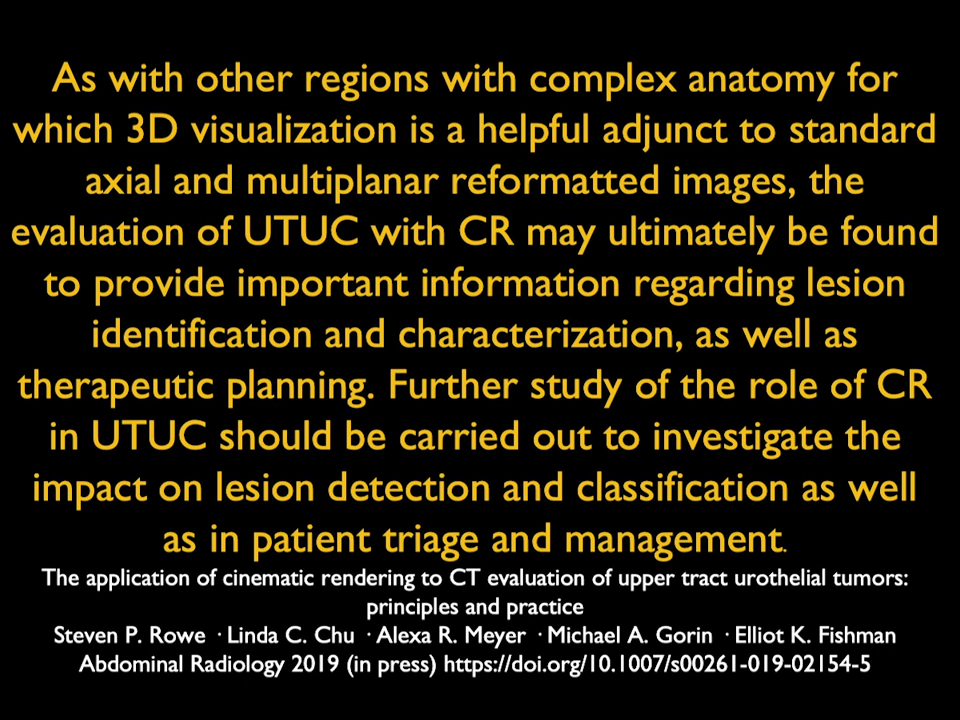 As with other regions with complex anatomy for
which 3D visualization is a helpful adjunct to standard
axial and multiplanar reformatted images, the
evaluation of UTUC with CR may ultimately be found
to provide important information regarding lesion
identification and characterization, as well as
therapeutic planning. Further study of the role of CR
in UTUC should be carried out to investigate the
impact on lesion detection and classification as well
as in patient triage and management.
The application of cinematic rendering to CT evaluation of upper tract urothelial tumors:
principles and practice
Steven P. Rowe · Linda C. Chu · Alexa R. Meyer · Michael A. Gorin · Elliot K. Fishman
Abdominal Radiology 2019 (in press) https://doi.org/10.1007/s00261-019-02154-5